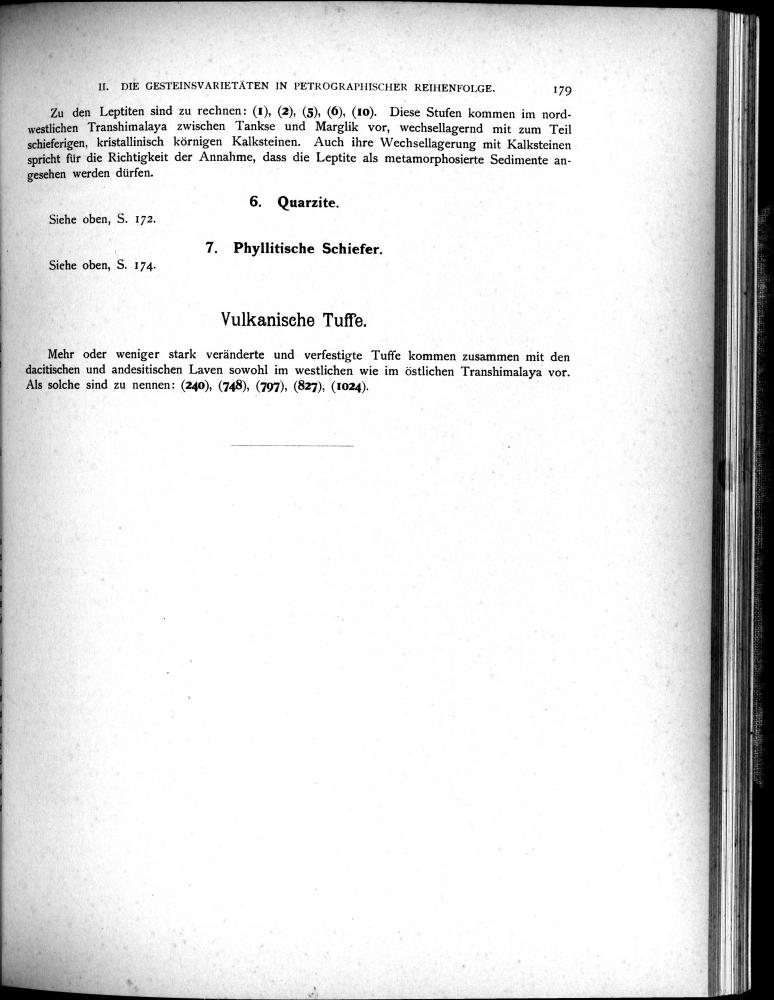 II. DIE GESTEINSVARIETÄTEN IN PETROGRAPHISCHER REIHENFOLGE. 179
Zu den Leptiten sind zu rechnen: (1), (2), (5), (6), (10). Diese Stufen kommen im nord-
westlichen Transhimalaya zwischen Tankse und Marglik vor, wechsellagernd mit zum Teil
schieferigen, kristallinisch körnigen Kalksteinen. Auch ihre Wechsellagerung mit Kalksteinen
spricht für die Richtigkeit der Annahme, dass die Leptite als metamorphosierte Sedimente an-
gesehen werden dürfen.
6. Quarzite.
Siehe oben, S. 172.
7. Phyllitische Schiefer.
Siehe oben, S. 174.
Vulkanische Tuffe.
Mehr oder weniger stark veränderte und verfestigte Tuffe kommen zusammen mit den
dacitischen und andesitischen Laven sowohl im westlichen wie im östlichen Transhimalaya vor.
Als solche sind zu nennen: (240), (748), (797), (827), (1024).